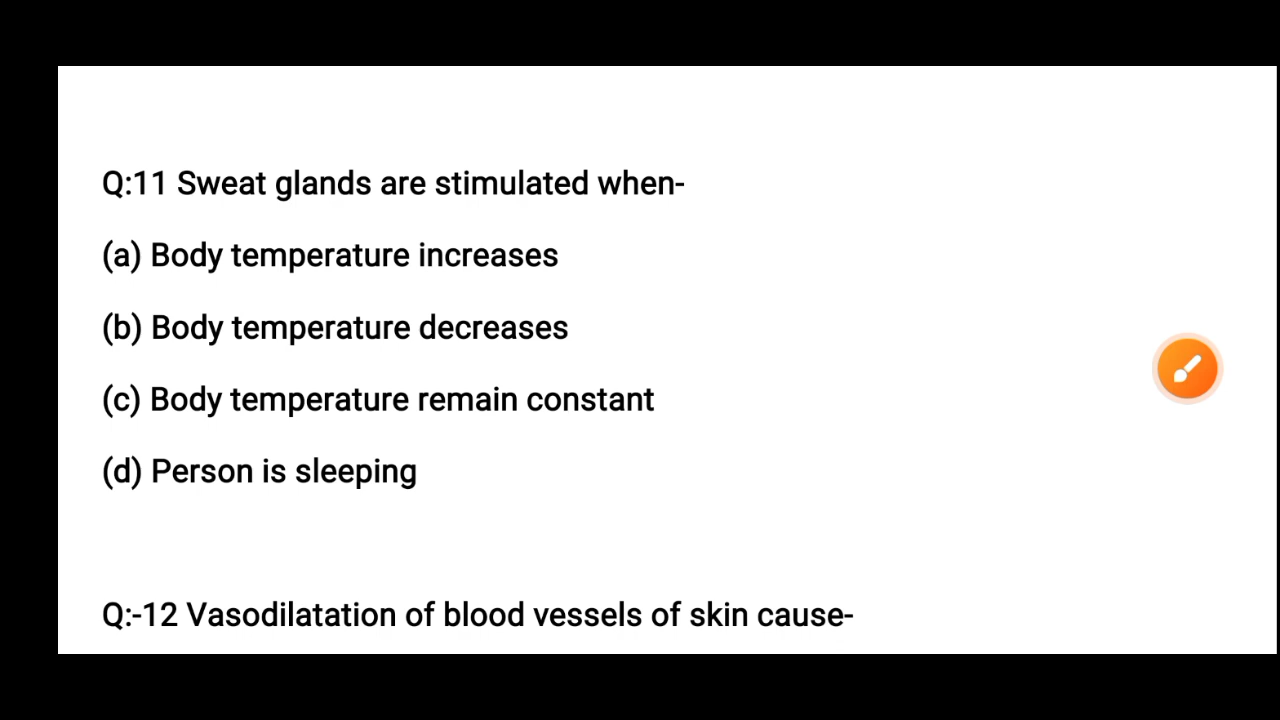 Q:11 Sweat glands are stimulated when-
(a) Body temperature increases
(b) Body temperature decreases
(c) Body temperature remain constant
(d) Person is sleeping
Q:-12 Vasodilatation of blood vessels of skin cause-